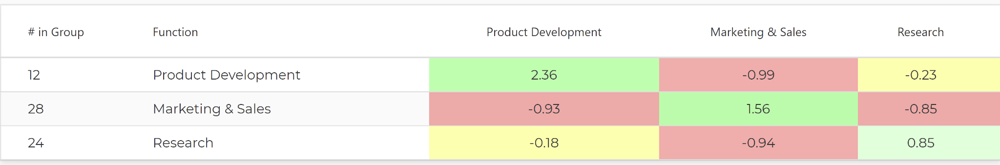 # in Group Function Product Development Marketing & Sales Research
12 Product Development 2.36 -0.99 -0.23
28 Marketing & Sales -0.93 1.56 -0.85
24 Research -0.18 -0.94 0.85